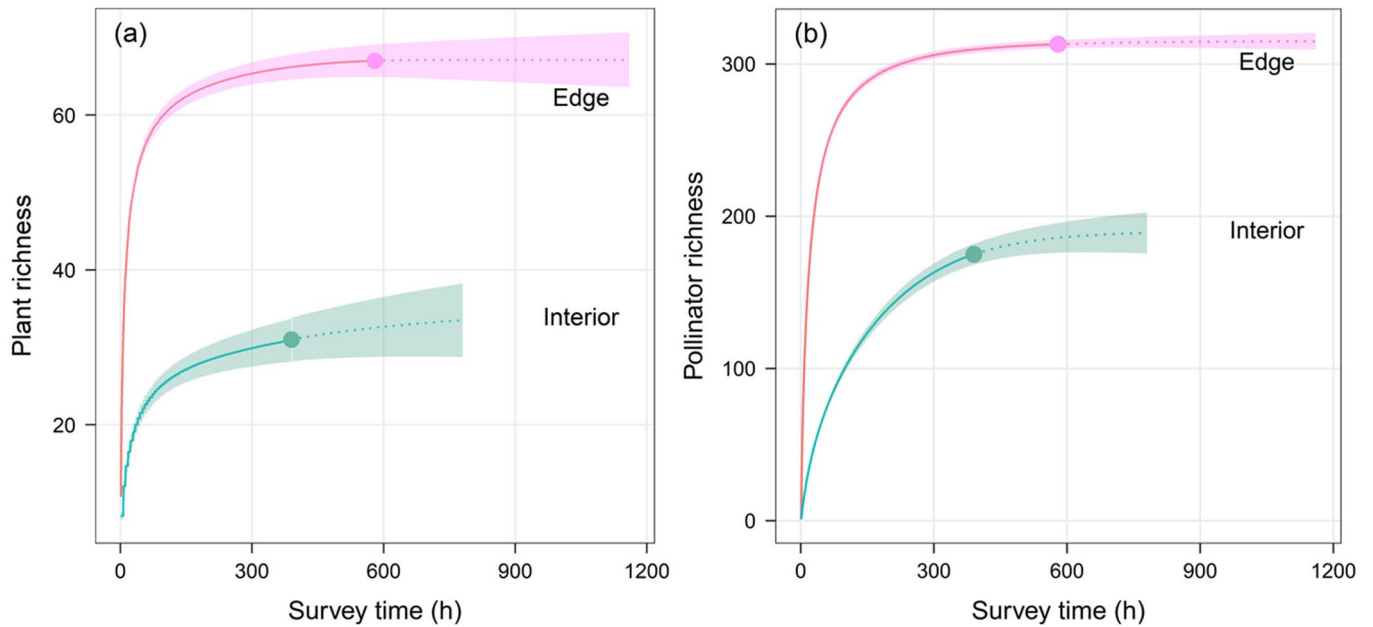 (a)
Plant richness
60
40
20
Edge
Interior
0
300
600
900
1200
Survey time (h)
(b)
Pollinator richness
300
200
100
0
Edge
Interior
0
300
600
900
1200
Survey time (h)